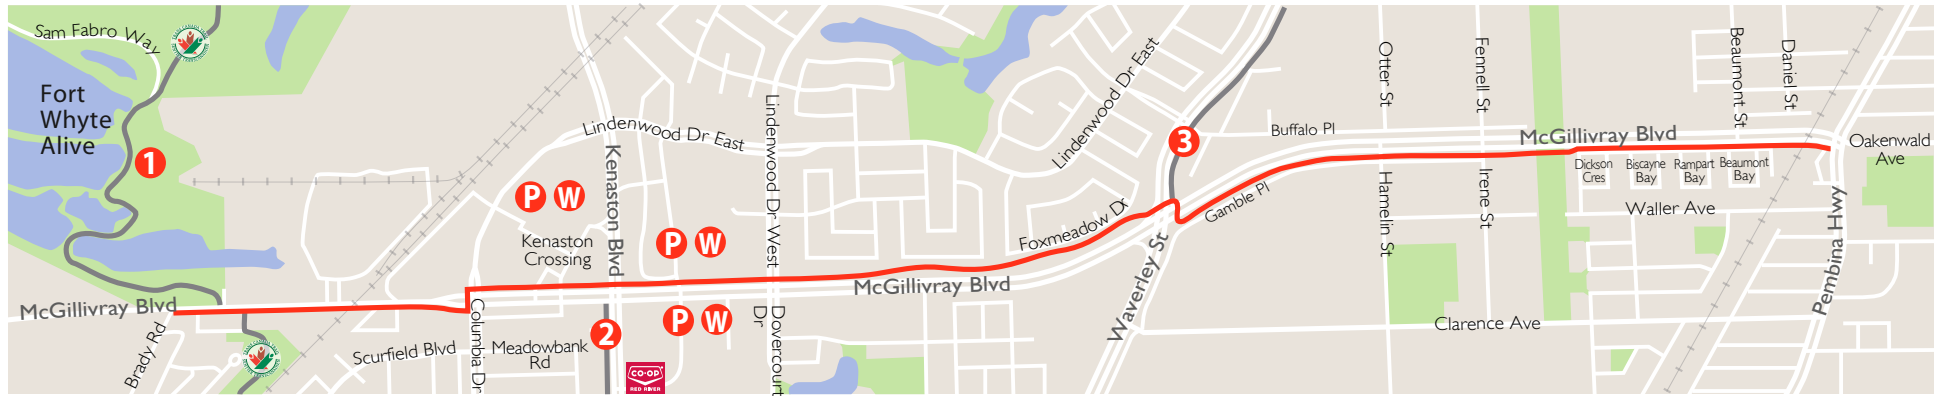 Sam Fabro Way
Fort
Whyte
Alive
1
McGillivray Blvd
Brady Rd
Scurfield Blvd
Columbia Dr
Meadowbank
Rd
Kenaston
Crossing
P W
Lindenwood Dr East
Kenaston Blvd
P W
P W
2
CO-OP
RED RIVER
Lindenwood Dr West
Dovercourt
Dr
McGillivray Blvd
Foxmeadow Dr
Lindenwood Dr East
3
Waverley St
Gamble Pl
Buffalo Pl
Otter St
Hamelin St
Fennell St
Irene St
McGillivray Blvd
Dickson
Cres
Biscayne
Bay
Rampart
Bay
Beaumont
Bay
Beaumont St
Daniel St
Waller Ave
Clarence Ave
Pembina Hwy
Oakenwald
Ave